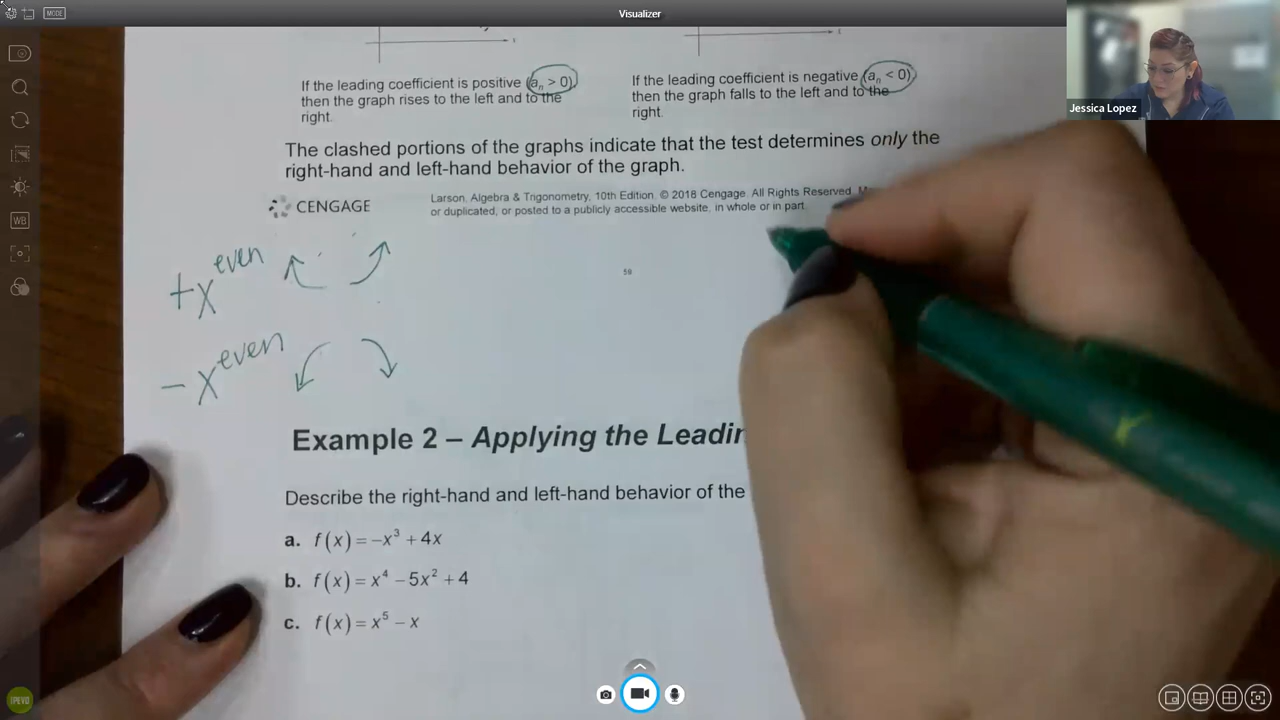 MODE
Visualizer
If the leading coefficient is positive (aₙ > 0),
then the graph rises to the left and to the
right.
If the leading coefficient is negative (aₙ < 0)
then the graph falls to the left and to the
right.
Jessica Lopez
The clashed portions of the graphs indicate that the test determines only the
right-hand and left-hand behavior of the graph.
CENGAGE
Larson, Algebra & Trigonometry, 10th Edition. © 2018 Cengage. All Rights Reserved.
or duplicated, or posted to a publicly accessible website, in whole or in part.
WB
59
+x^even
−x^even
Example 2 – Applying the
Describe the right-hand and left-hand behavior of the
a. f(x) = −x³ + 4x
b. f(x) = x⁴ − 5x² + 4
c. f(x) = x⁵ − x
IPEVO